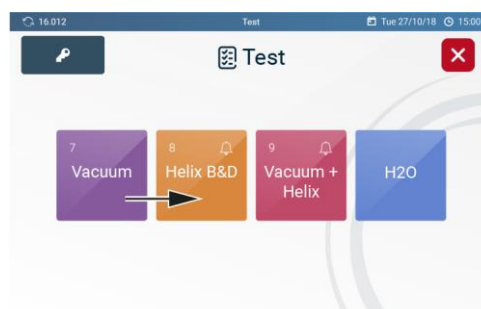 16.012 Test Tue 27/10/18 15:00
Test
7 8 9
Vacuum Helix B&D Vacuum + Helix H2O